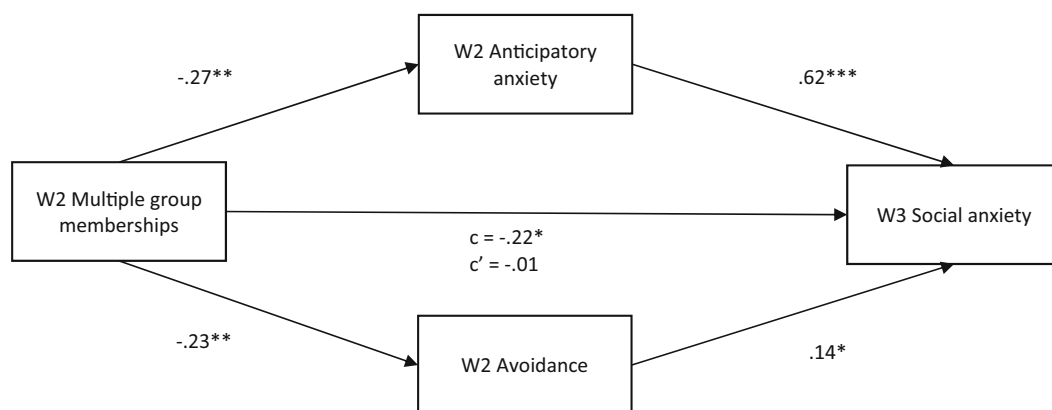 W2 Anticipatory
anxiety
-.27**
.62***
W2 Multiple group
memberships
W3 Social anxiety
c = -.22*
c’ = -.01
-.23**
W2 Avoidance
.14*